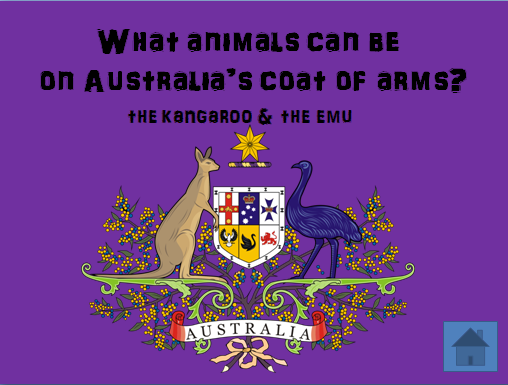 What animals can be
on Australia's coat of arms?
the kangaroo & the emu
AUSTRALIA